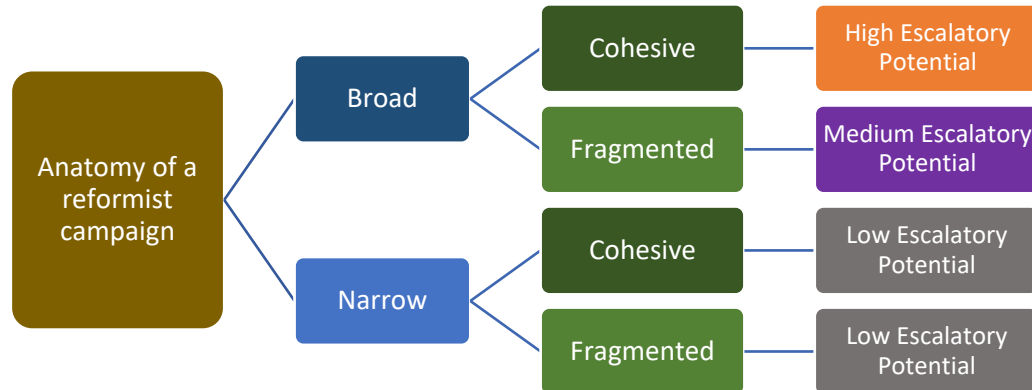 Anatomy of a
reformist
campaign
Broad
Cohesive
High Escalatory
Potential
Fragmented
Medium Escalatory
Potential
Narrow
Cohesive
Low Escalatory
Potential
Fragmented
Low Escalatory
Potential